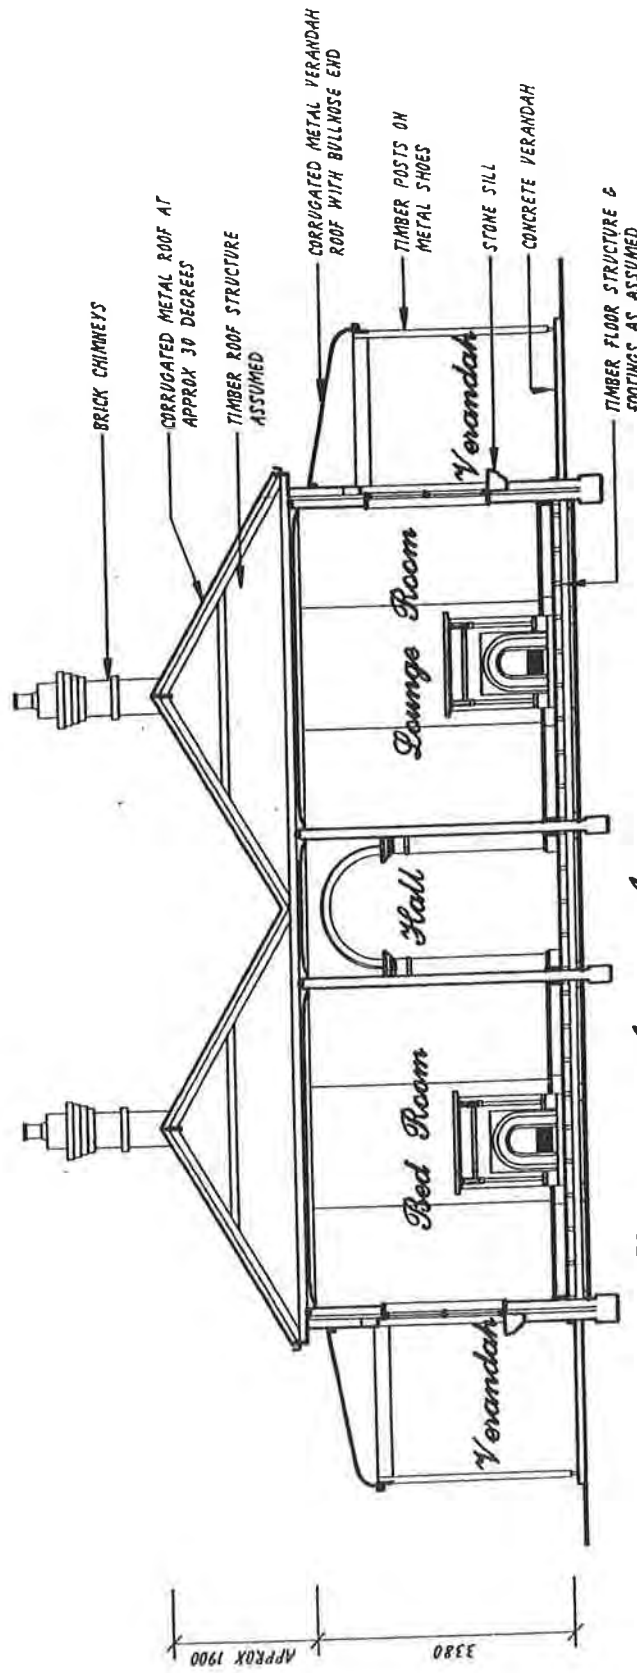 BRICK CHIMNEYS
CORRUGATED METAL ROOF AT
APPROX 30 DEGREES
TIMBER ROOF STRUCTURE
ASSUMED
CORRUGATED METAL VERANDAH
ROOF WITH BULLNOSE END
TIMBER POSTS ON
METAL SHOES
STONE SILL
CONCRETE VERANDAH
TIMBER FLOOR STRUCTURE &
FOOTINGS AS ASSUMED
Verandah
Bed Room
Hall
Lounge Room
Verandah
APPROX 1900
3380